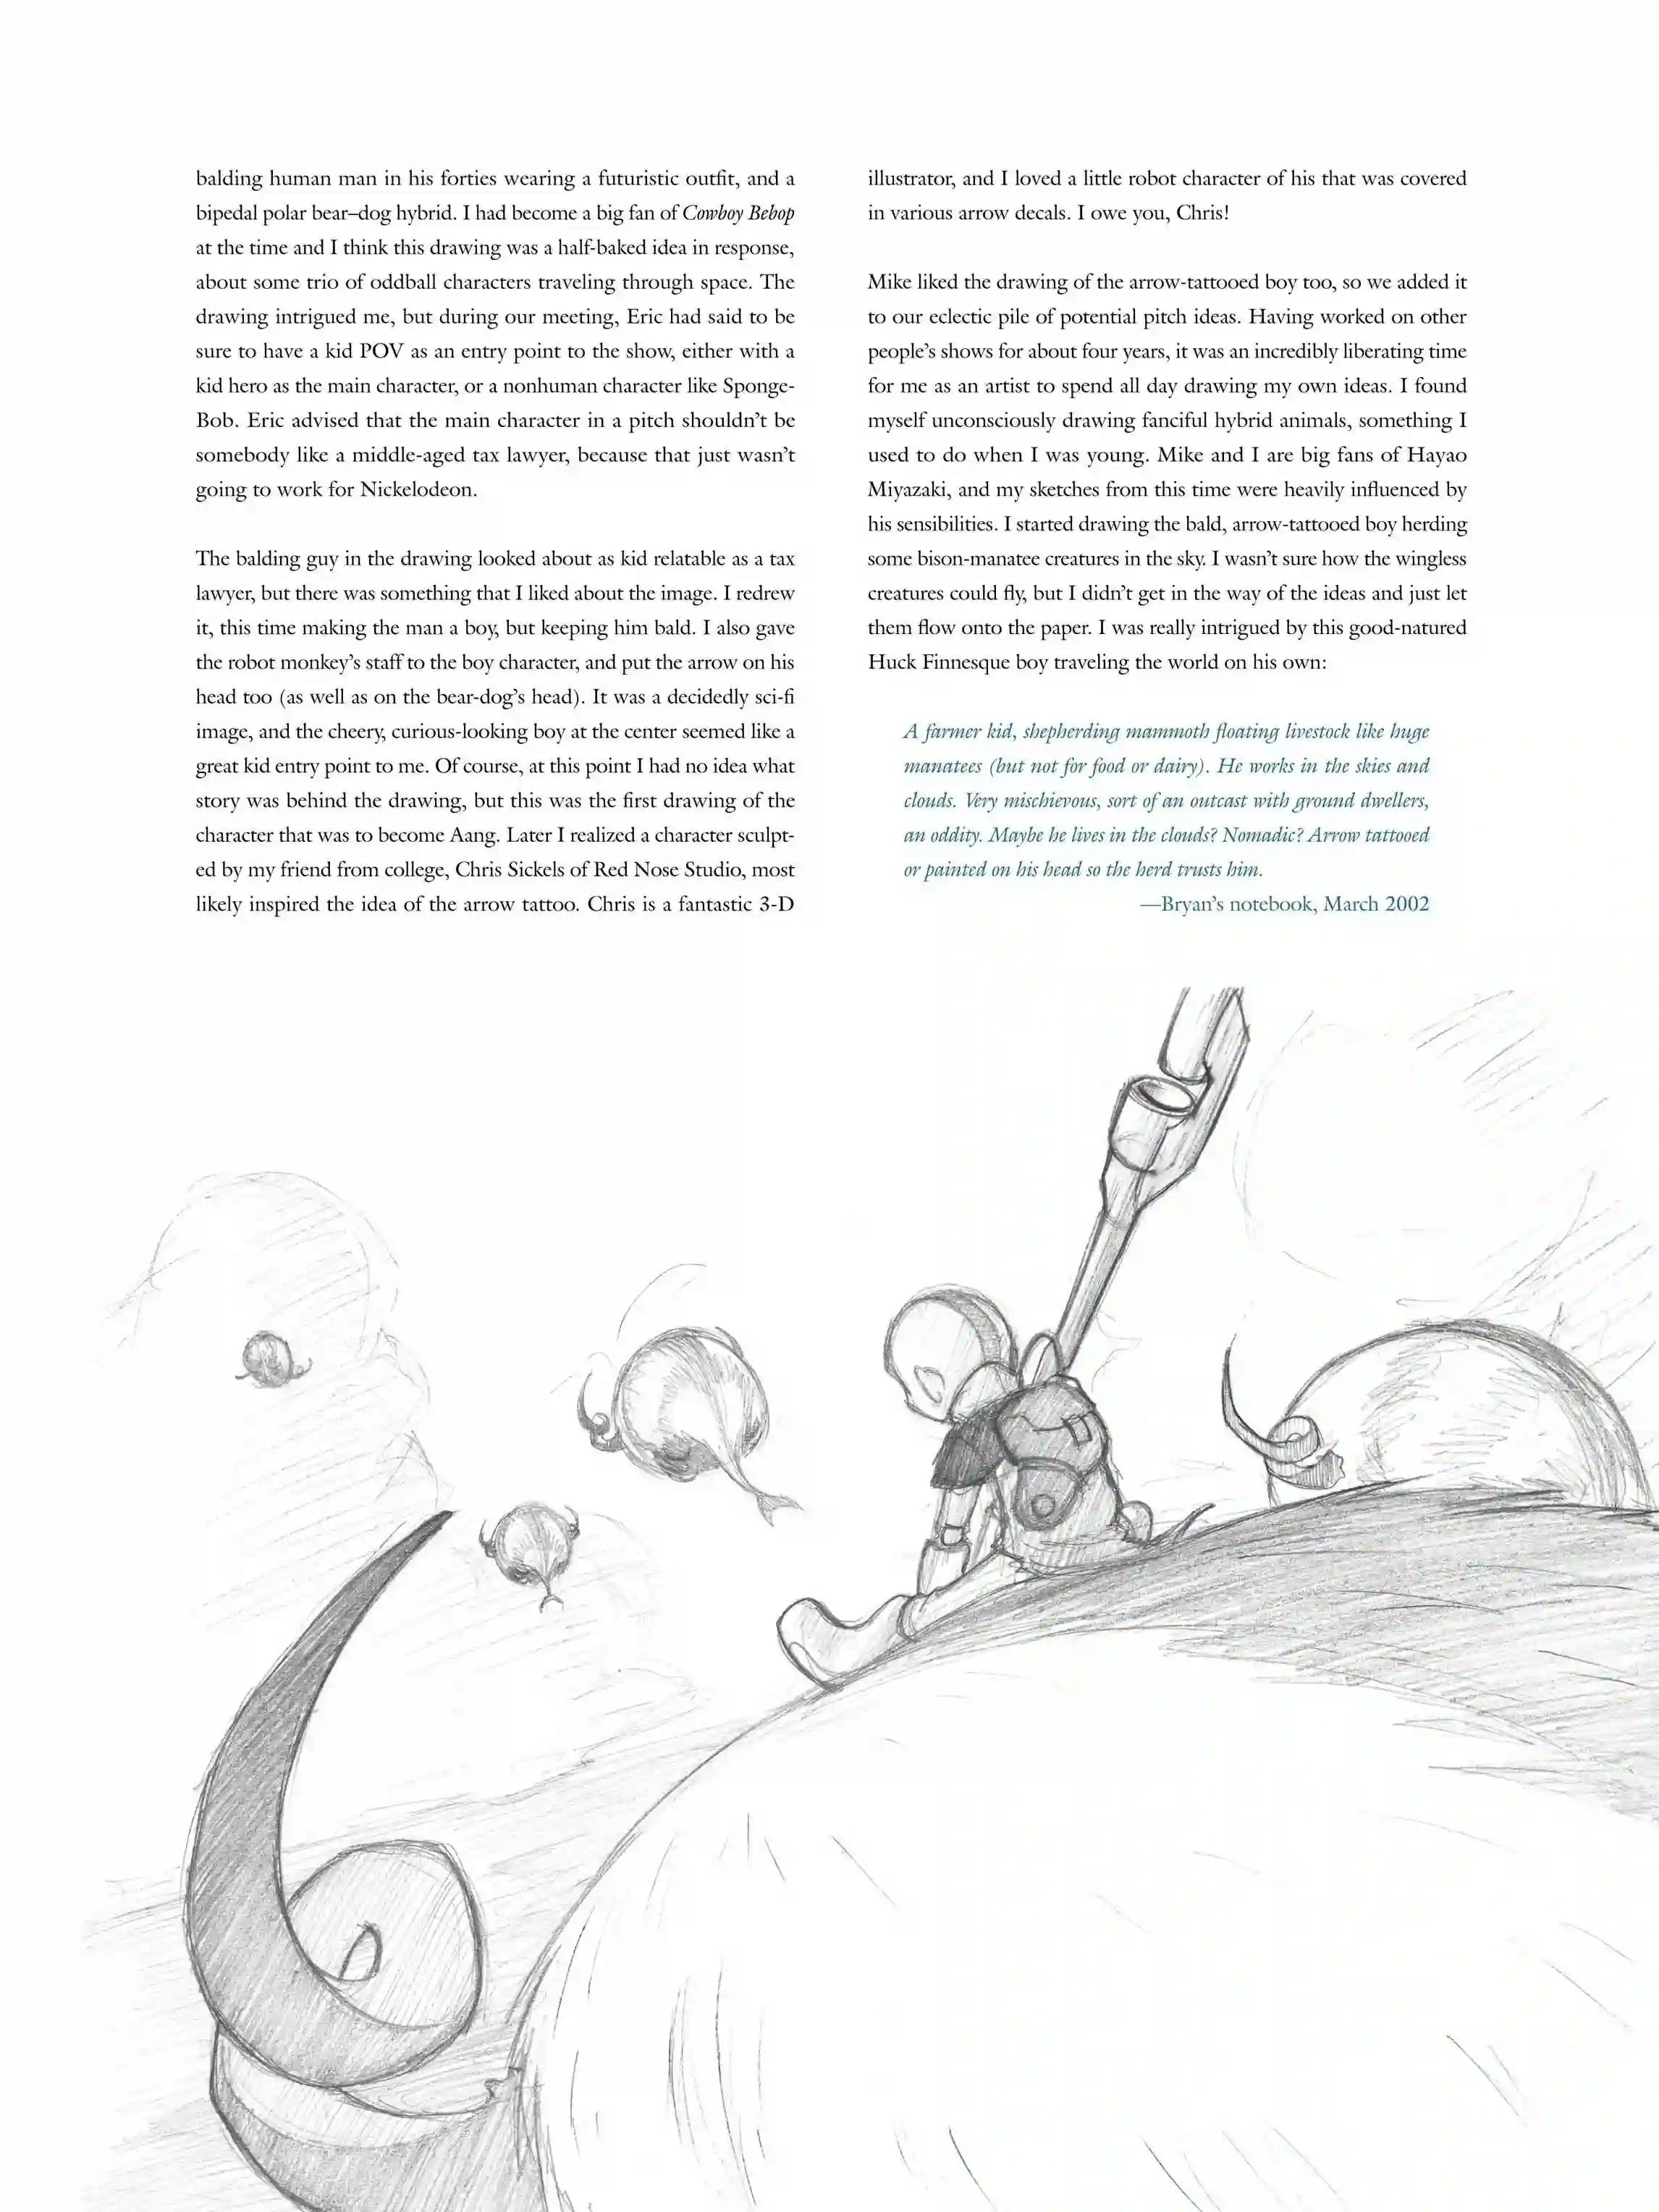 balding human man in his forties wearing a futuristic outfit, and a
bipedal polar bear–dog hybrid. I had become a big fan of Cowboy Bebop
at the time and I think this drawing was a half-baked idea in response,
about some trio of oddball characters traveling through space. The
drawing intrigued me, but during our meeting, Eric had said to be
sure to have a kid POV as an entry point to the show, either with a
kid hero as the main character, or a nonhuman character like Sponge-
Bob. Eric advised that the main character in a pitch shouldn’t be
somebody like a middle-aged tax lawyer, because that just wasn’t
going to work for Nickelodeon.
The balding guy in the drawing looked about as kid relatable as a tax
lawyer, but there was something that I liked about the image. I redrew
it, this time making the man a boy, but keeping him bald. I also gave
the robot monkey’s staff to the boy character, and put the arrow on his
head too (as well as on the bear-dog’s head). It was a decidedly sci-fi
image, and the cheery, curious-looking boy at the center seemed like a
great kid entry point to me. Of course, at this point I had no idea what
story was behind the drawing, but this was the first drawing of the
character that was to become Aang. Later I realized a character sculpt-
ed by my friend from college, Chris Sickels of Red Nose Studio, most
likely inspired the idea of the arrow tattoo. Chris is a fantastic 3-D
illustrator, and I loved a little robot character of his that was covered
in various arrow decals. I owe you, Chris!
Mike liked the drawing of the arrow-tattooed boy too, so we added it
to our eclectic pile of potential pitch ideas. Having worked on other
people’s shows for about four years, it was an incredibly liberating time
for me as an artist to spend all day drawing my own ideas. I found
myself unconsciously drawing fanciful hybrid animals, something I
used to do when I was young. Mike and I are big fans of Hayao
Miyazaki, and my sketches from this time were heavily influenced by
his sensibilities. I started drawing the bald, arrow-tattooed boy herding
some bison-manatee creatures in the sky. I wasn’t sure how the wingless
creatures could fly, but I didn’t get in the way of the ideas and just let
them flow onto the paper. I was really intrigued by this good-natured
Huck Finnesque boy traveling the world on his own:
A farmer kid, shepherding mammoth floating livestock like huge
manatees (but not for food or dairy). He works in the skies and
clouds. Very mischievous, sort of an outcast with ground dwellers,
an oddity. Maybe he lives in the clouds? Nomadic? Arrow tattooed
or painted on his head so the herd trusts him.
—Bryan’s notebook, March 2002